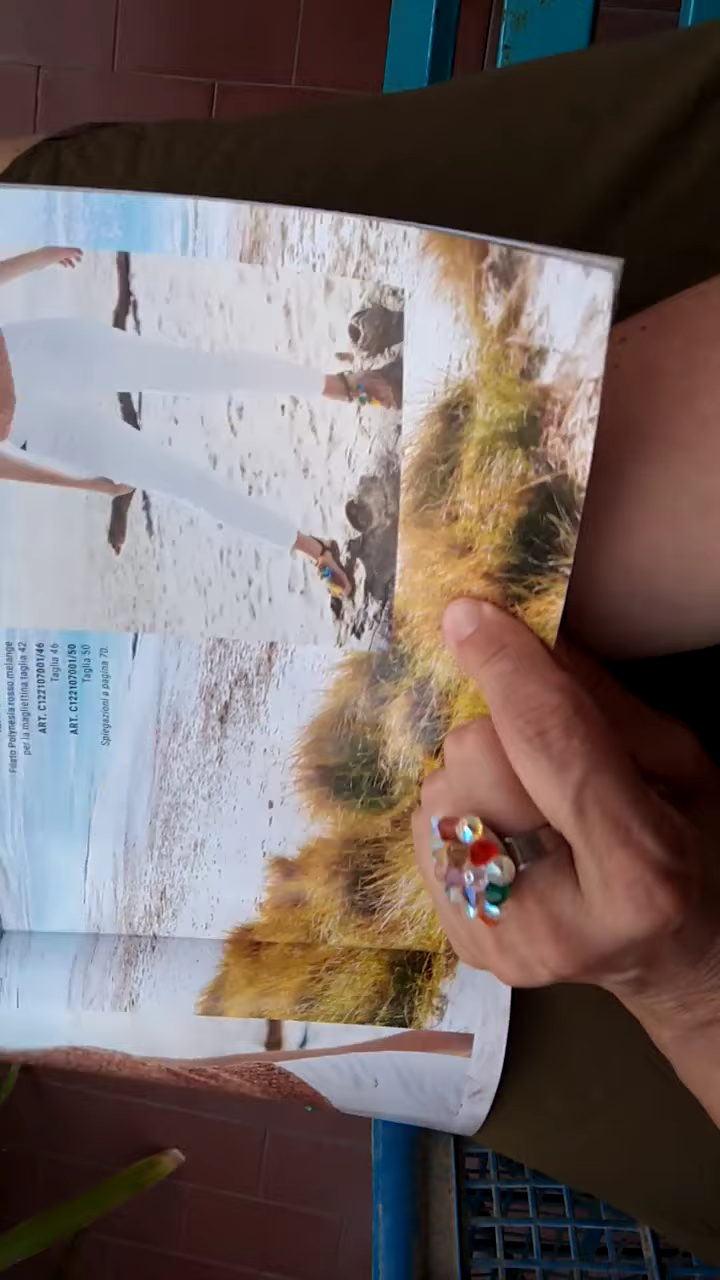 Filato Polynesia rosso melange
per la magliettina taglia 42
ART. C122107001/46
Taglia 46
ART. C122107001/50
Taglia 50
Spiegazioni a pagina 70.